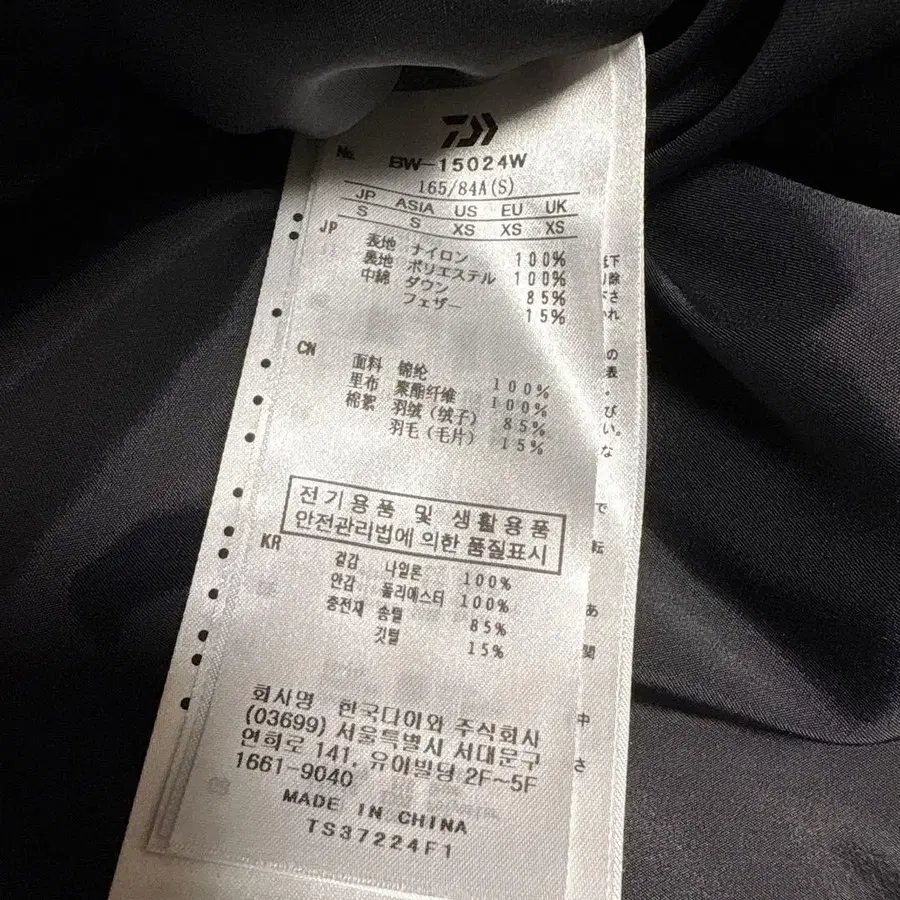 No. BW-15024W
165/84A(S)
JP ASIA US EU UK
S S XS XS XS
JP
表地 ナイロン 100%
裏地 ポリエステル 100%
中綿 ダウン 85%
フェザー 15%
CN
面料 锦纶 100%
里布 聚酯纤维 100%
棉絮 羽绒(绒子) 85%
羽毛(毛片) 15%
전기용품 및 생활용품
안전관리법에 의한 품질표시
KR
겉감 나일론 100%
안감 폴리에스터 100%
충전재 솜털 85%
깃털 15%
회사명 한국다이와 주식회사
(03699) 서울특별시 서대문구
연희로 141. 유이빌딩 2F~5F
1661-9040
MADE IN CHINA
TS37224F1